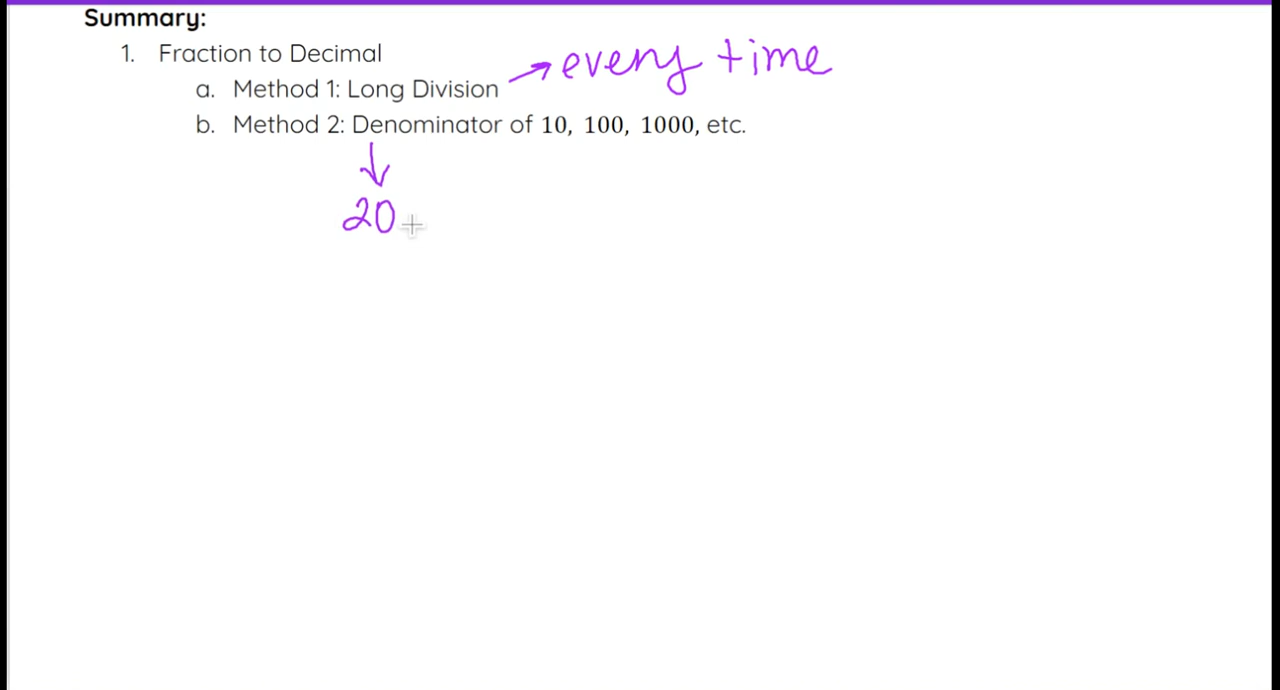 Summary:
1. Fraction to Decimal
a. Method 1: Long Division → every time
b. Method 2: Denominator of 10, 100, 1000, etc.
↓
20